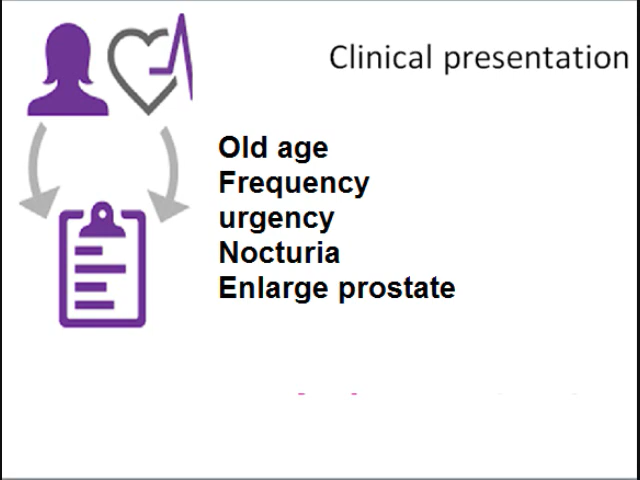 Clinical presentation
Old age
Frequency
urgency
Nocturia
Enlarge prostate